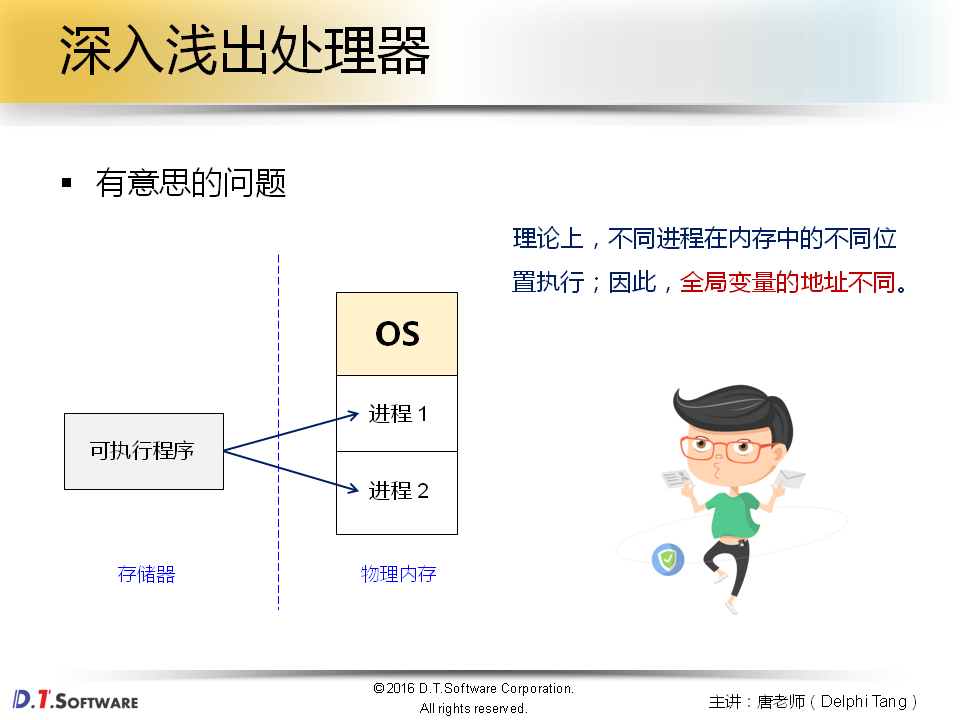 深入浅出处理器
▪ 有意思的问题
理论上，不同进程在内存中的不同位
置执行；因此，全局变量的地址不同。
OS
进程 1
可执行程序
进程 2
存储器
物理内存
D.T.SOFTWARE
©2016 D.T.Software Corporation.
All rights reserved.
主讲：唐老师（Delphi Tang）